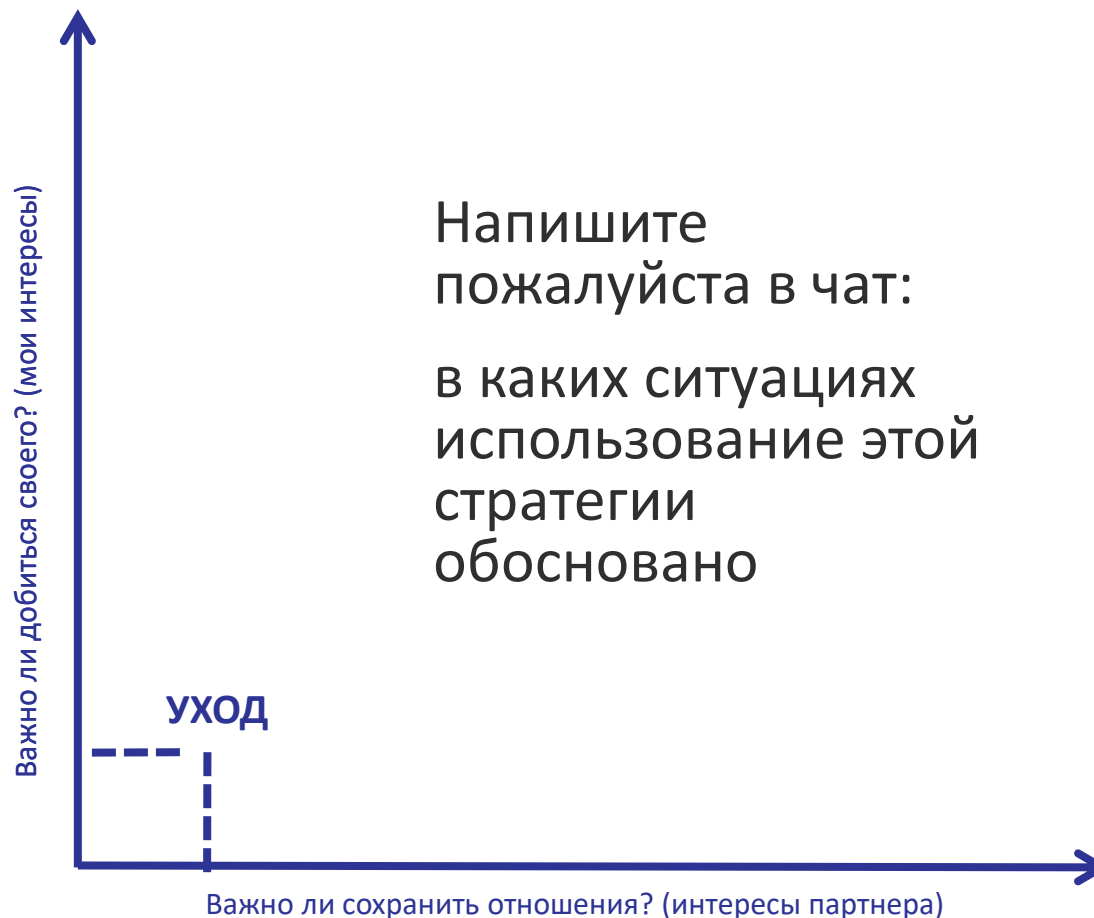 Важно ли добиться своего? (мои интересы)
Напишите
пожалуйста в чат:
в каких ситуациях
использование этой
стратегии
обосновано
УХОД
Важно ли сохранить отношения? (интересы партнера)